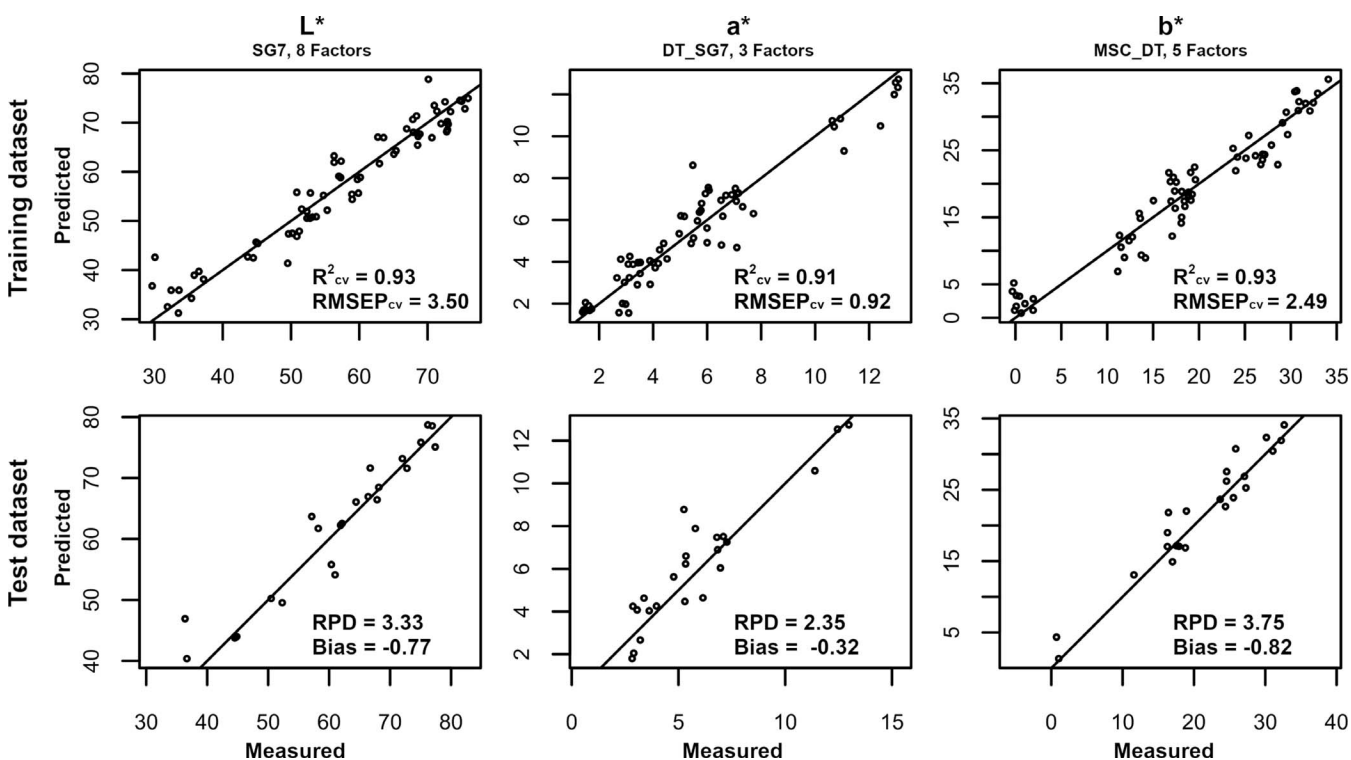 L*
SG7, 8 Factors
a*
DT_SG7, 3 Factors
b*
MSC_DT, 5 Factors
Training dataset
Predicted
80
70
60
50
40
30
R²cv = 0.93
RMSEPcv = 3.50
30 40 50 60 70
10
8
6
4
2
R²cv = 0.91
RMSEPcv = 0.92
2 4 6 8 10 12
35
25
15
5
0
R²cv = 0.93
RMSEPcv = 2.49
0 5 10 15 20 25 30 35
Test dataset
Predicted
80
70
60
50
40
RPD = 3.33
Bias = -0.77
30 40 50 60 70 80
Measured
12
10
8
6
4
2
RPD = 2.35
Bias = -0.32
0 5 10 15
Measured
35
25
15
5
RPD = 3.75
Bias = -0.82
0 10 20 30 40
Measured